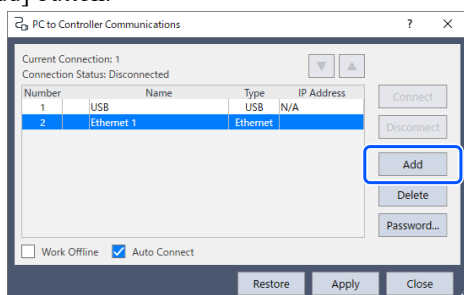 PC to Controller Communications ? ×
Current Connection: 1
Connection Status: Disconnected
Number Name Type IP Address
1 USB USB N/A
2 Ethernet 1 Ethernet
Connect
Disconnect
Add
Delete
Password...
Work Offline Auto Connect
Restore Apply Close